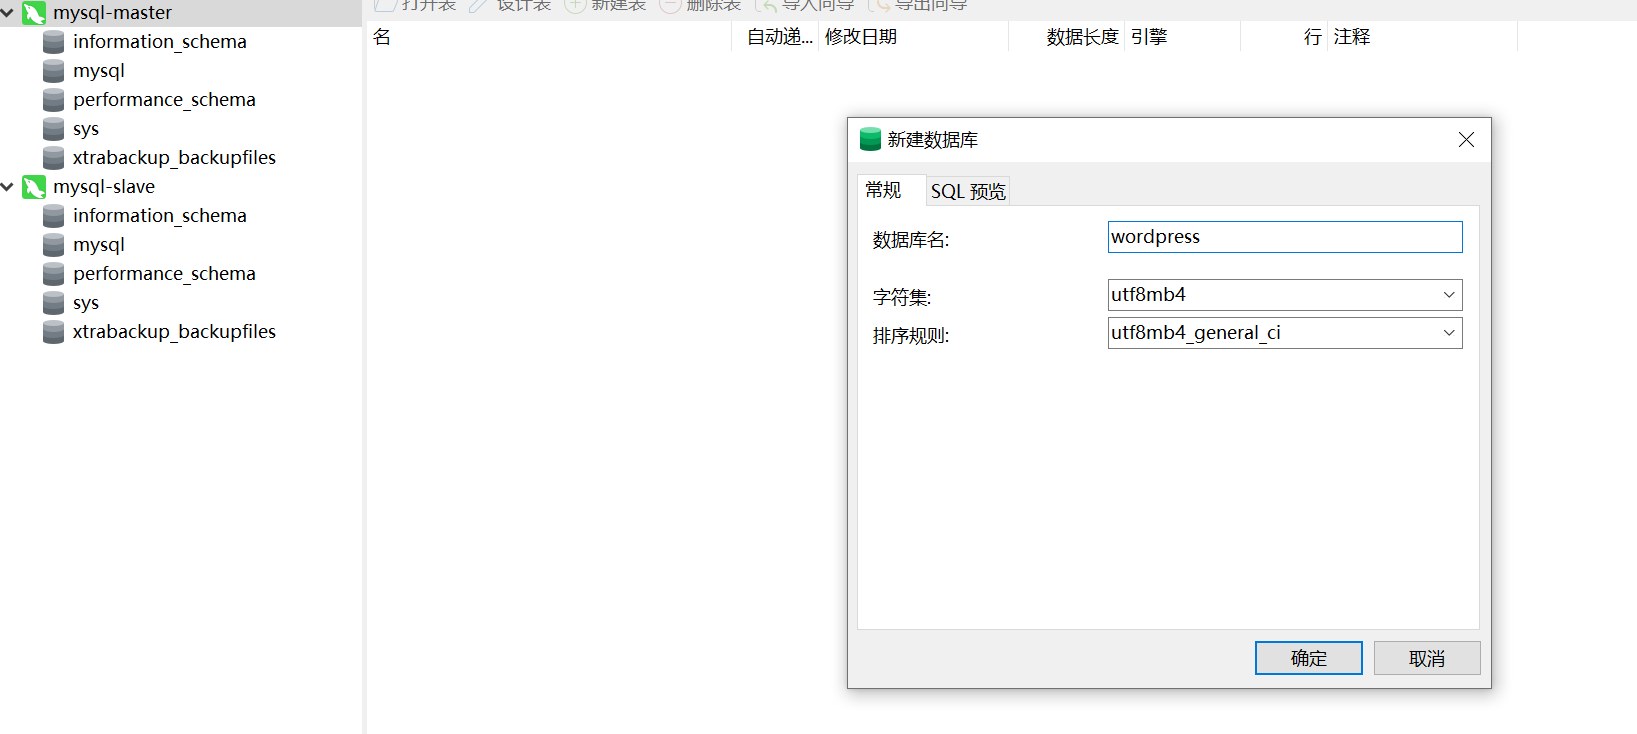 mysql-master
information_schema
mysql
performance_schema
sys
xtrabackup_backupfiles
mysql-slave
information_schema
mysql
performance_schema
sys
xtrabackup_backupfiles
打开表 设计表 新建表 删除表 导入向导 导出向导
名 自动递... 修改日期 数据长度 引擎 行 注释
新建数据库
常规 SQL 预览
数据库名: wordpress
字符集: utf8mb4
排序规则: utf8mb4_general_ci
确定 取消